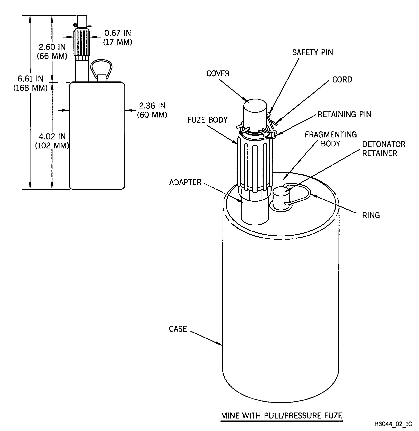 0.67 IN
(17 MM)
2.60 IN
(66 MM)
6.61 IN
(168 MM)
2.36 IN
(60 MM)
4.02 IN
(102 MM)
SAFETY PIN
COVER
CORD
RETAINING PIN
FUZE BODY
FRAGMENTING
BODY
DETONATOR
RETAINER
ADAPTER
RING
CASE
MINE WITH PULL/PRESSURE FUZE